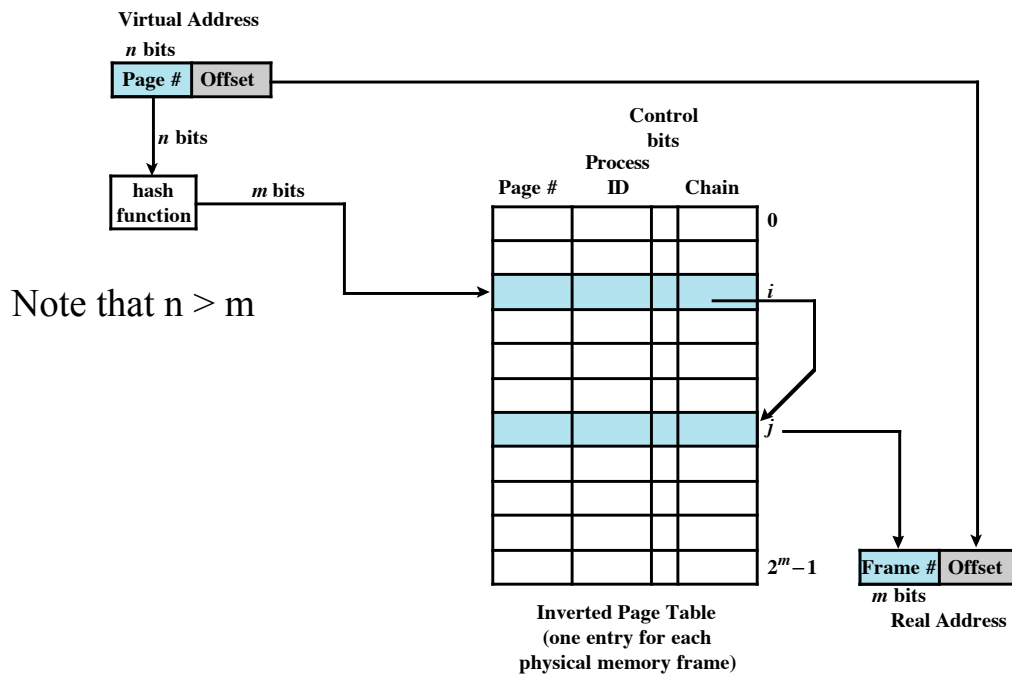 Virtual Address
n bits
Page # Offset
n bits
hash
function
m bits
Note that n > m
Control
bits
Process
Page # ID Chain
0
i
j
2^m − 1
Inverted Page Table
(one entry for each
physical memory frame)
Frame # Offset
m bits
Real Address